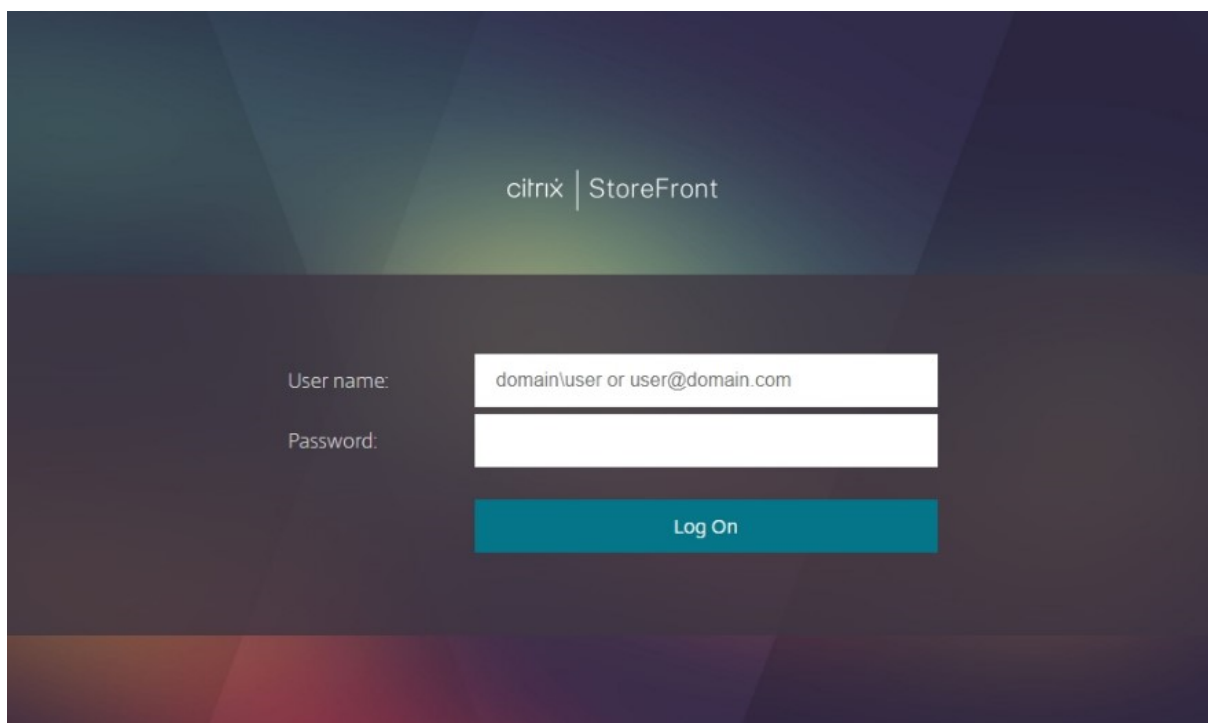 citrix | StoreFront
User name:
domain\user or user@domain.com
Password:
Log On